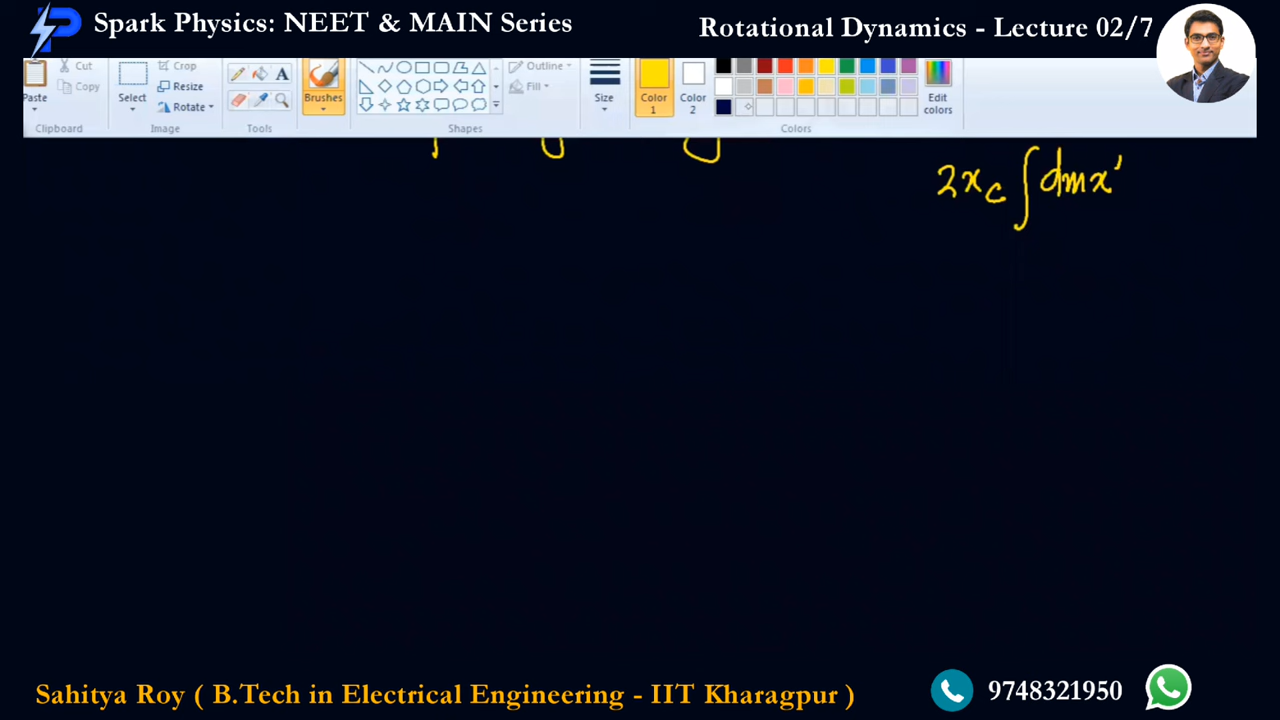 Spark Physics: NEET & MAIN Series
Rotational Dynamics - Lecture 02/7
Paste
Cut
Copy
Clipboard
Select
Crop
Resize
Rotate
Image
Tools
Brushes
Shapes
Outline
Fill
Size
Color 1
Color 2
Edit colors
Colors
2x_c ∫ dm x'
Sahitya Roy ( B.Tech in Electrical Engineering - IIT Kharagpur )
9748321950